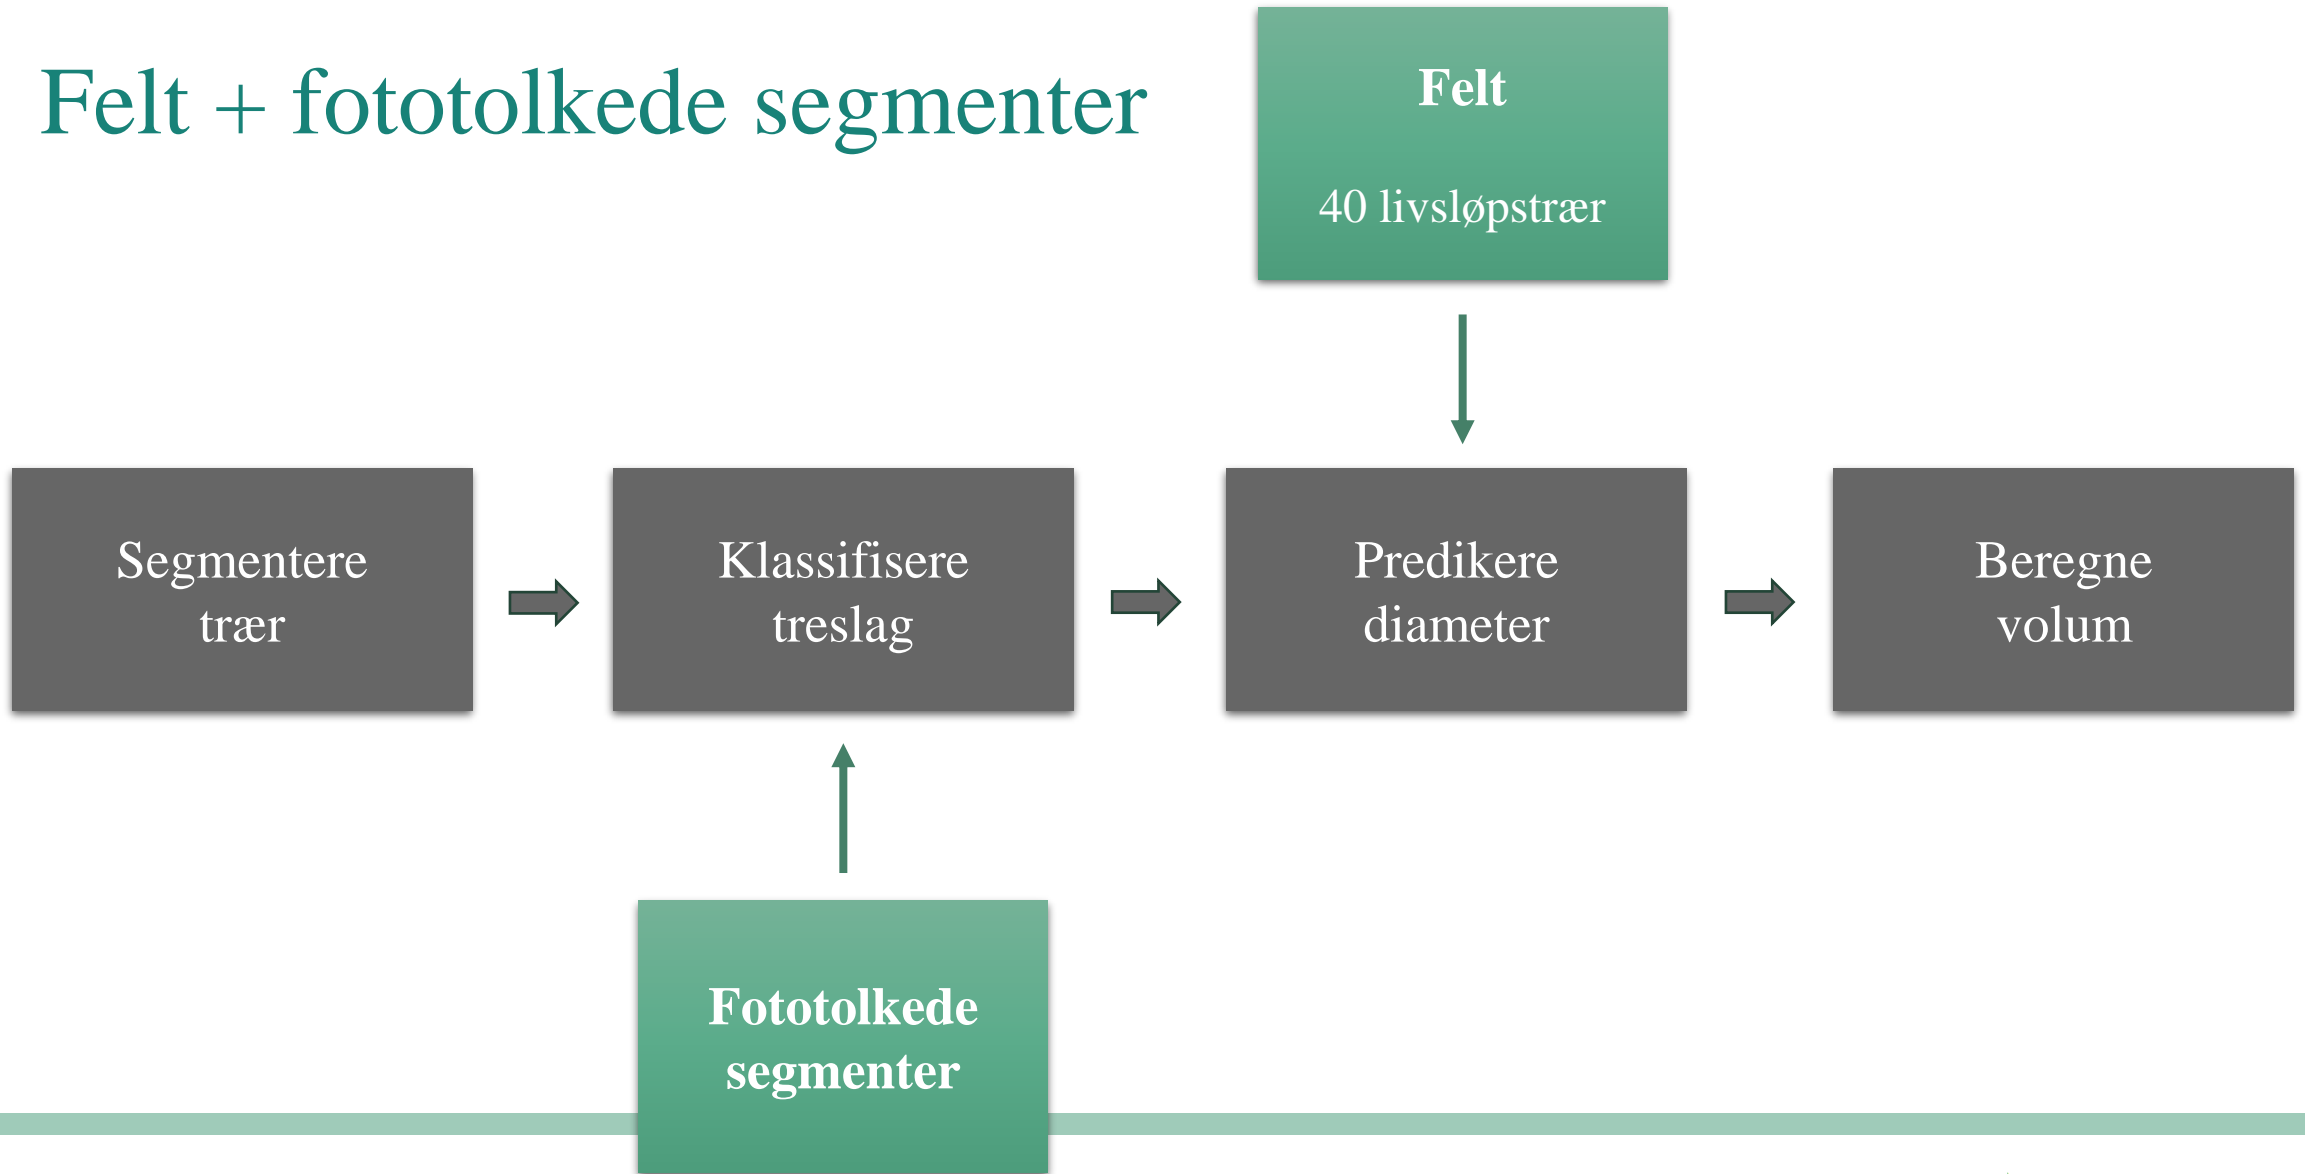 Felt + fototolkede segmenter
Felt
40 livsløpstrær
Segmentere
trær
Klassifisere
treslag
Predikere
diameter
Beregne
volum
Fototolkede
segmenter